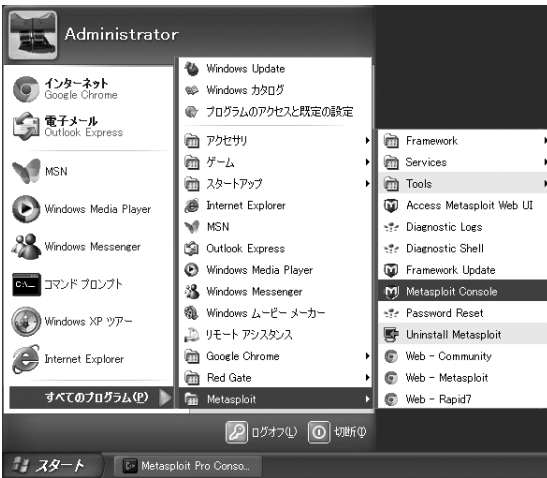 Administrator
インターネット
Google Chrome
電子メール
Outlook Express
MSN
Windows Media Player
Windows Messenger
コマンド プロンプト
Windows XP ツアー
Internet Explorer
すべてのプログラム(P)
Windows Update
Windows カタログ
プログラムのアクセスと既定の設定
アクセサリ
ゲーム
スタートアップ
Internet Explorer
MSN
Outlook Express
Windows Media Player
Windows Messenger
Windows ムービー メーカー
リモート アシスタンス
Google Chrome
Red Gate
Metasploit
Framework
Services
Tools
Access Metasploit Web UI
Diagnostic Logs
Diagnostic Shell
Framework Update
Metasploit Console
Password Reset
Uninstall Metasploit
Web - Community
Web - Metasploit
Web - Rapid7
ログオフ(L)
スタート
Metasploit Pro Conso...